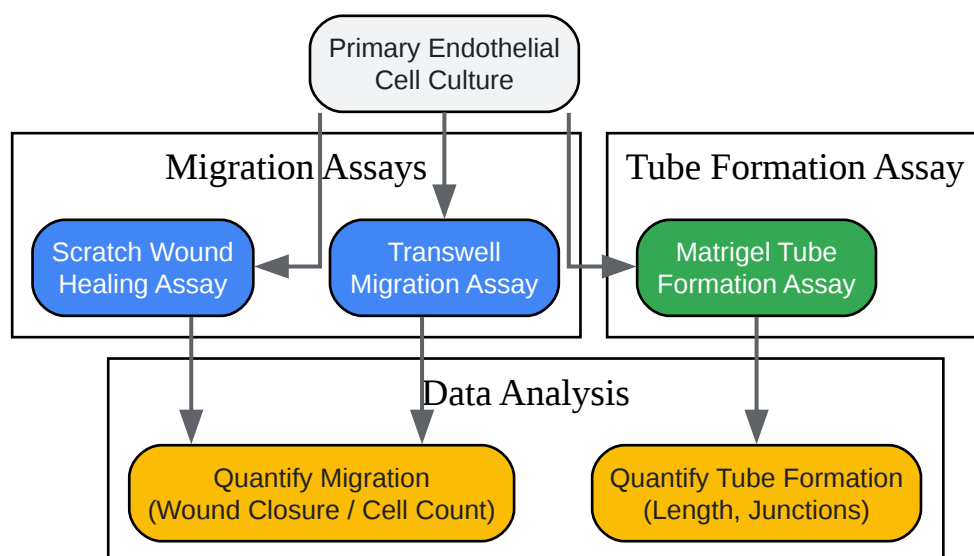 Primary Endothelial
Cell Culture
Migration Assays
Tube Formation Assay
Scratch Wound
Healing Assay
Transwell
Migration Assay
Matrigel Tube
Formation Assay
Data Analysis
Quantify Migration
(Wound Closure / Cell Count)
Quantify Tube Formation
(Length, Junctions)